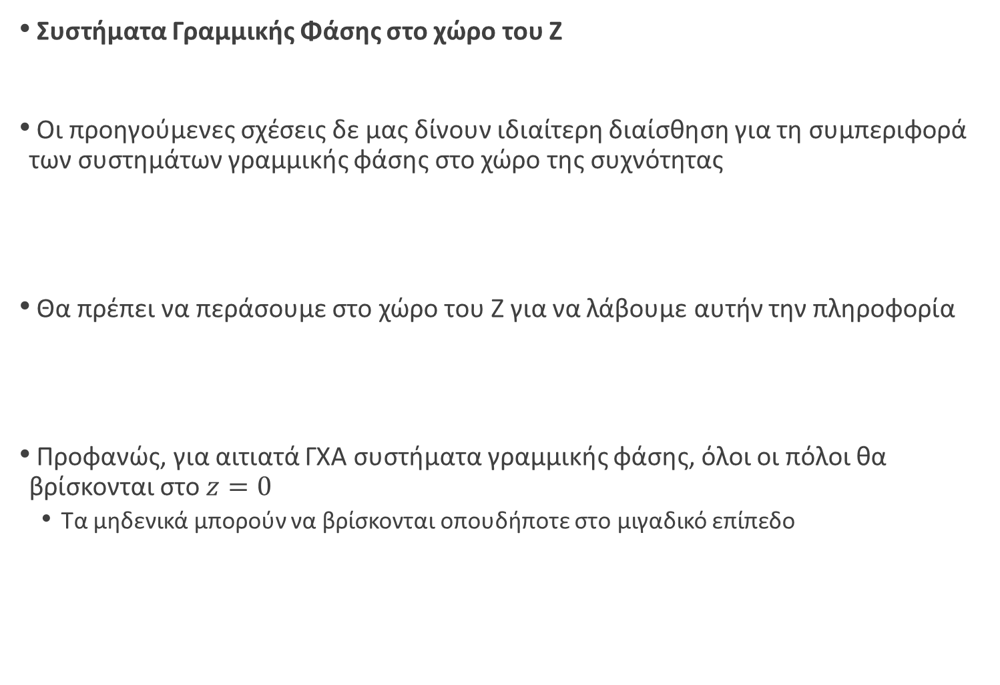 • Συστήματα Γραμμικής Φάσης στο χώρο του Ζ
• Οι προηγούμενες σχέσεις δε μας δίνουν ιδιαίτερη διαίσθηση για τη συμπεριφορά
των συστημάτων γραμμικής φάσης στο χώρο της συχνότητας
• Θα πρέπει να περάσουμε στο χώρο του Ζ για να λάβουμε αυτήν την πληροφορία
• Προφανώς, για αιτιατά ΓΧΑ συστήματα γραμμικής φάσης, όλοι οι πόλοι θα
βρίσκονται στο z = 0
• Τα μηδενικά μπορούν να βρίσκονται οπουδήποτε στο μιγαδικό επίπεδο